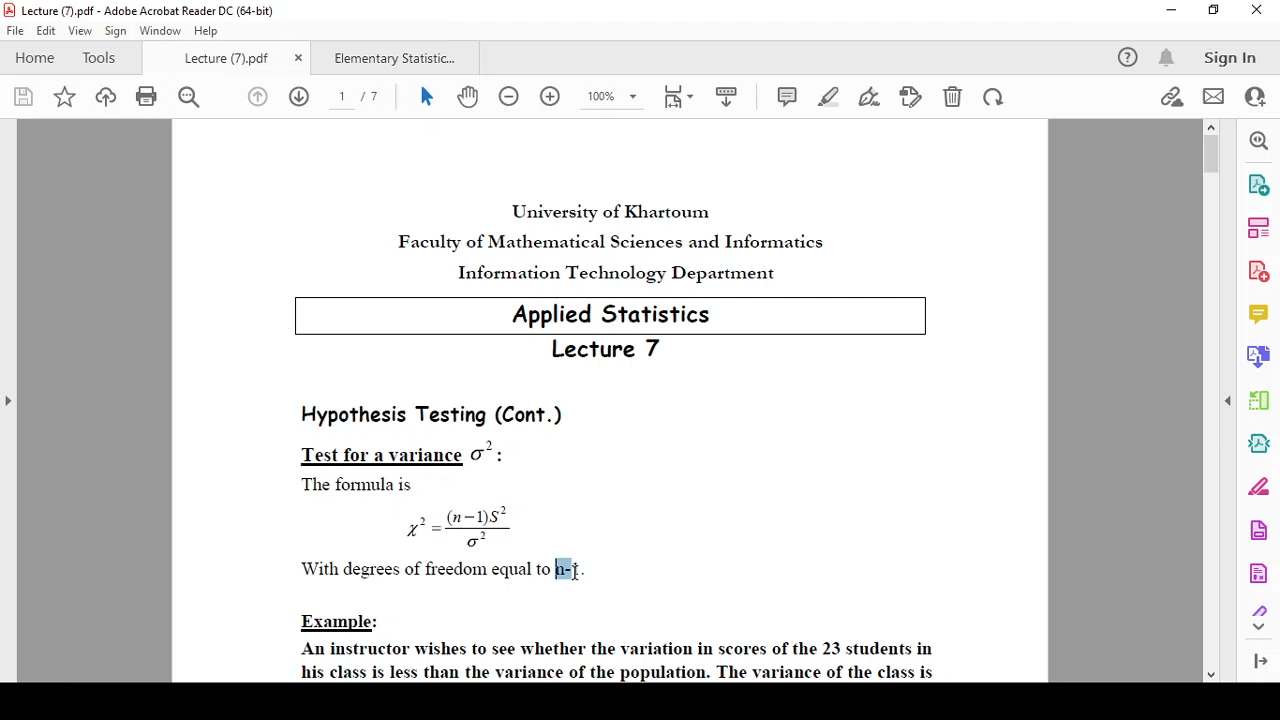 Lecture (7).pdf - Adobe Acrobat Reader DC (64-bit)
File Edit View Sign Window Help
Home Tools Lecture (7).pdf × Elementary Statistic... Sign In
1 / 7 100%
University of Khartoum
Faculty of Mathematical Sciences and Informatics
Information Technology Department
Applied Statistics
Lecture 7
Hypothesis Testing (Cont.)
Test for a variance σ² :
The formula is
χ² = (n−1)S² / σ²
With degrees of freedom equal to n-1.
Example:
An instructor wishes to see whether the variation in scores of the 23 students in
his class is less than the variance of the population. The variance of the class is